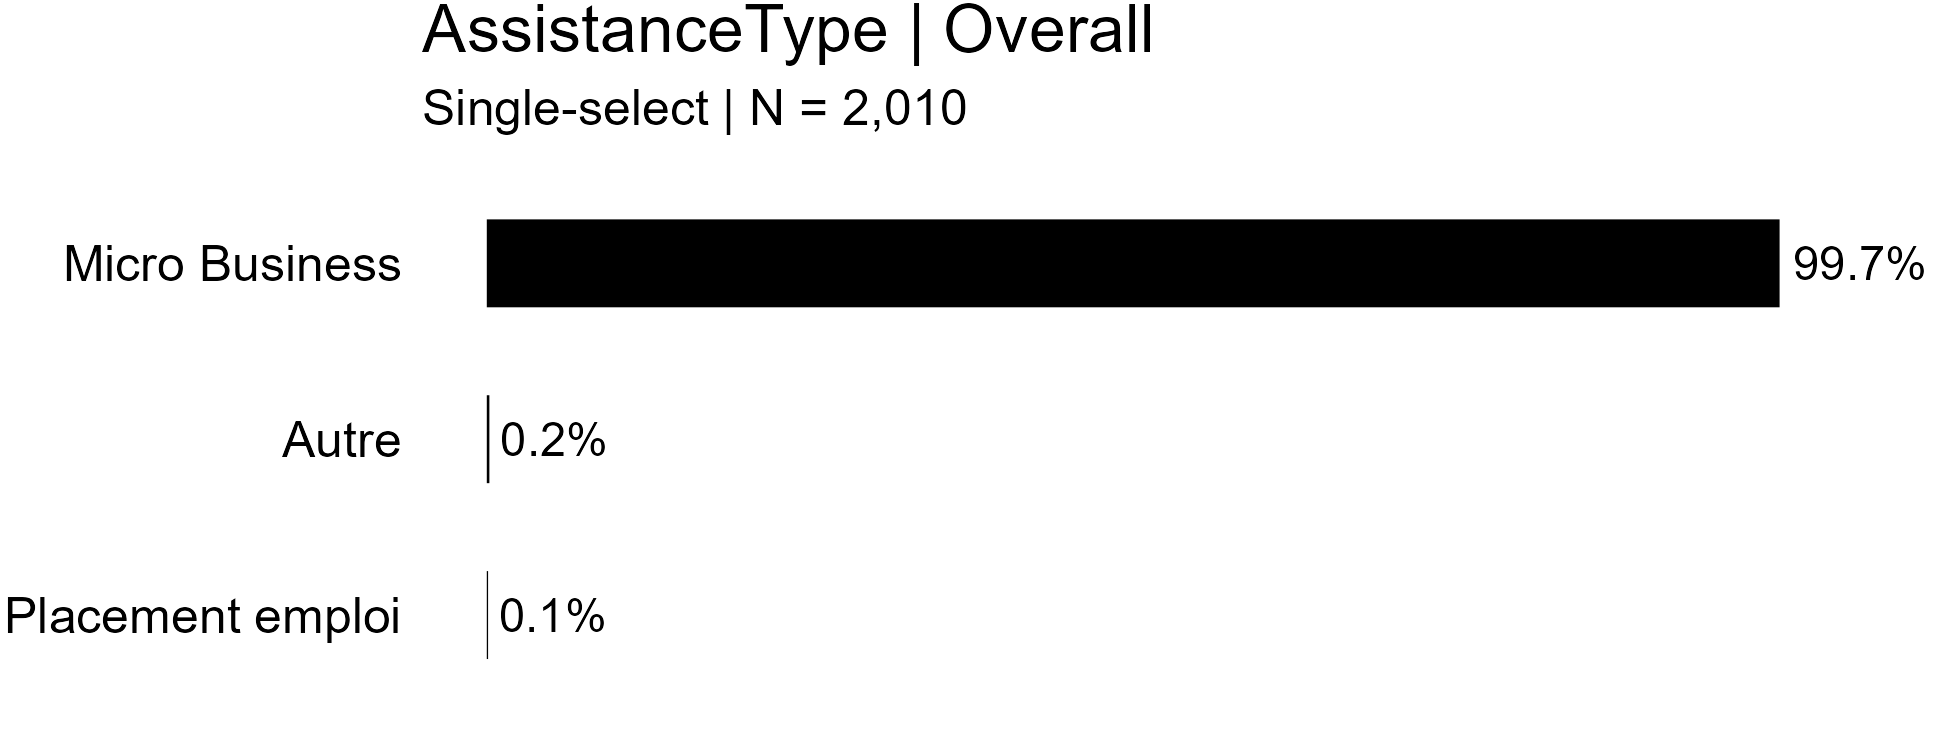 AssistanceType | Overall
Single-select | N = 2,010
Micro Business 99.7%
Autre 0.2%
Placement emploi 0.1%